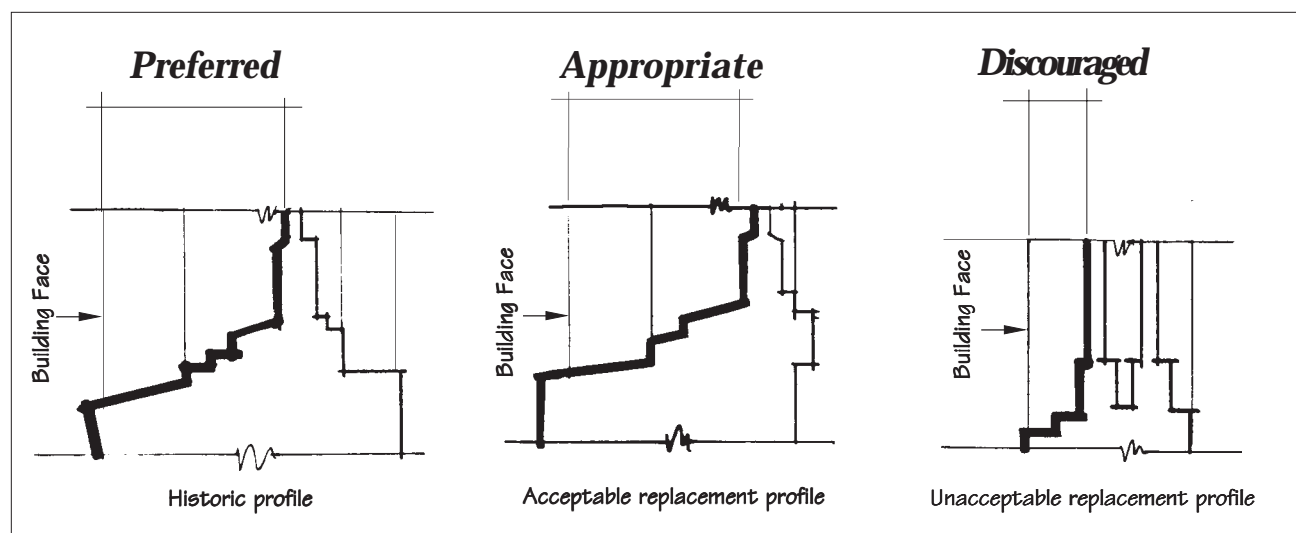 Preferred
Appropriate
Discouraged
Building Face
Building Face
Building Face
Historic profile
Acceptable replacement profile
Unacceptable replacement profile